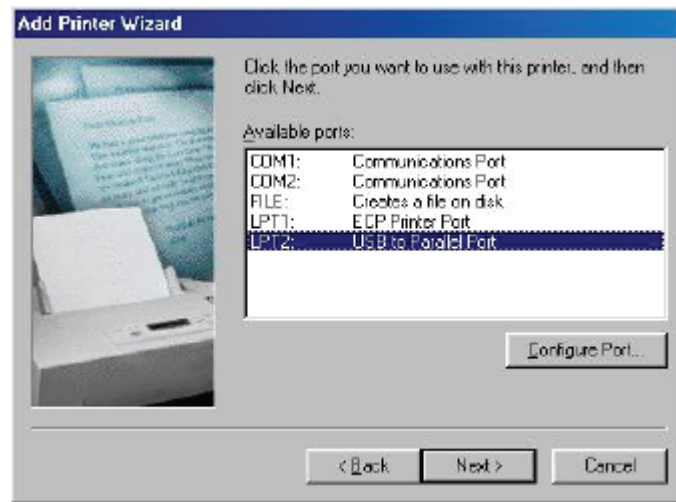 Add Printer Wizard
Click the port you want to use with this printer, and then
click Next.
Available ports:
COM1: Communications Port
COM2: Communications Port
FILE: Creates a file on disk
LPT1: ECP Printer Port
LPT2: USB to Parallel Port
Configure Port...
< Back Next > Cancel